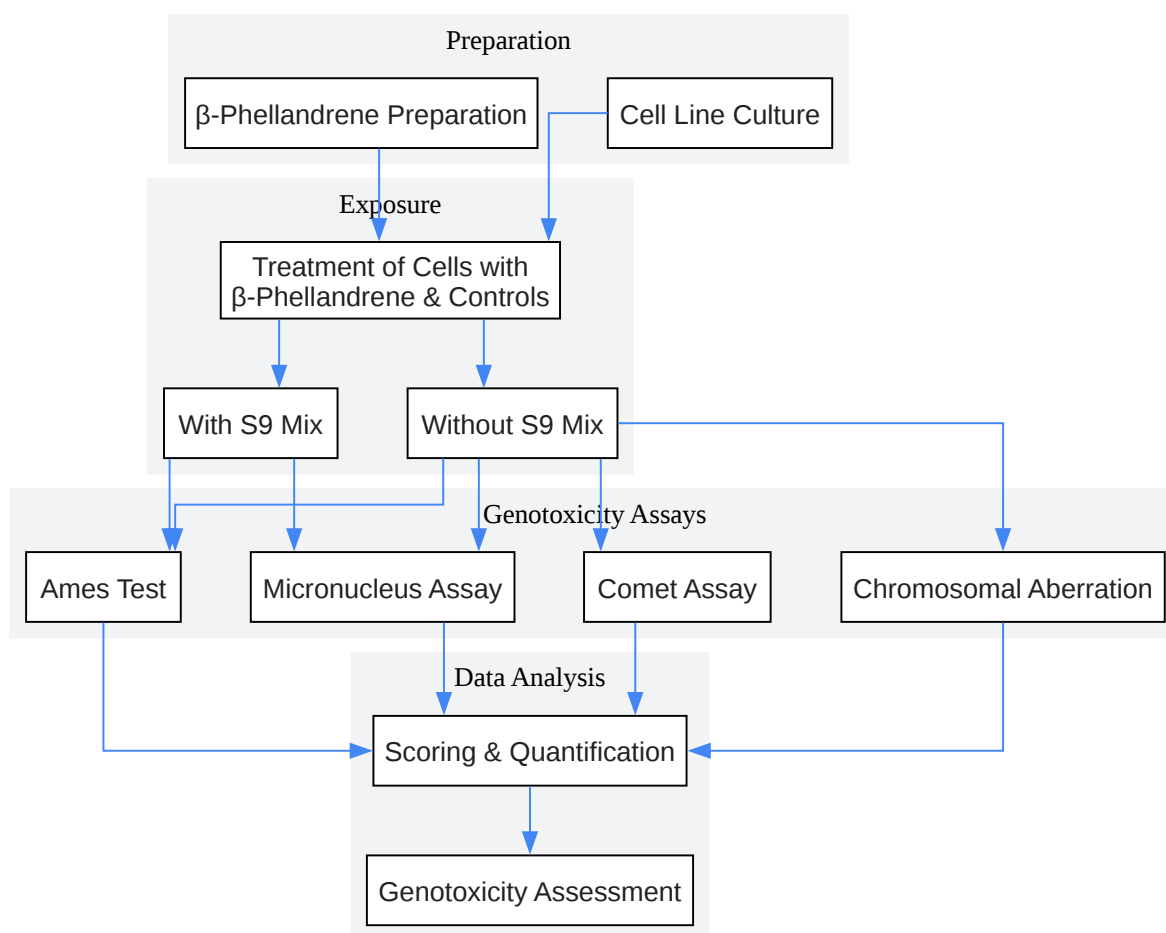 Preparation
β-Phellandrene Preparation
Cell Line Culture
Exposure
Treatment of Cells with
β-Phellandrene & Controls
With S9 Mix
Without S9 Mix
Genotoxicity Assays
Ames Test
Micronucleus Assay
Comet Assay
Chromosomal Aberration
Data Analysis
Scoring & Quantification
Genotoxicity Assessment